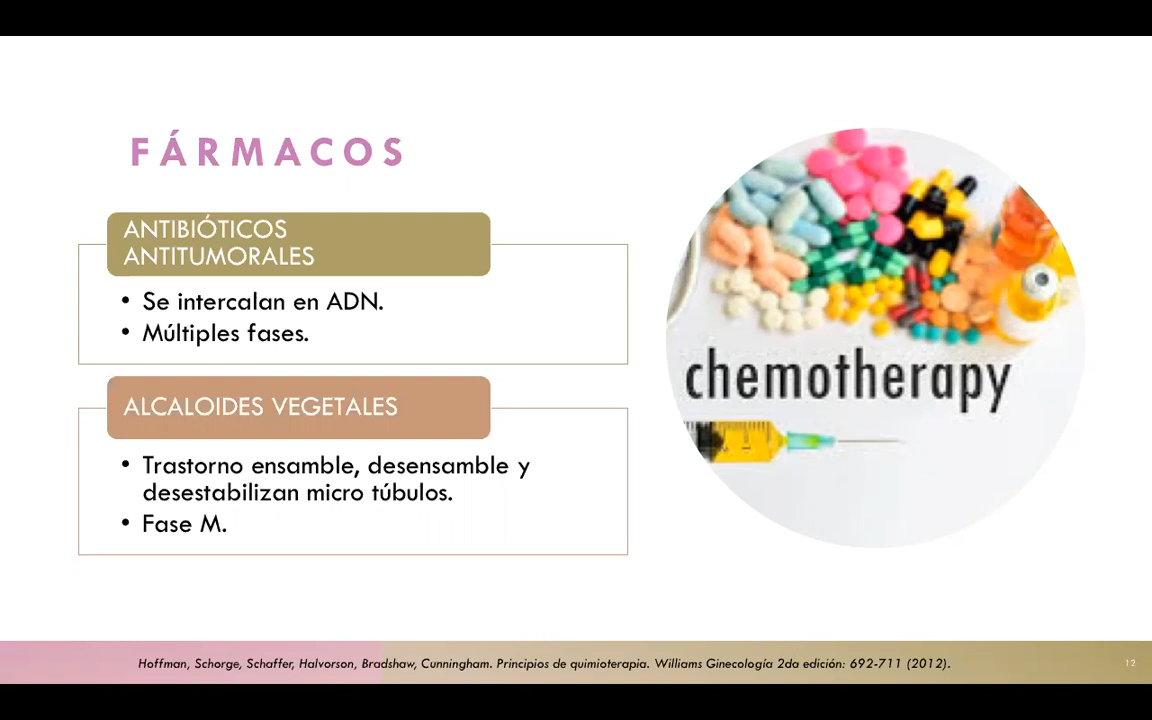 FÁRMACOS
ANTIBIÓTICOS
ANTITUMORALES
• Se intercalan en ADN.
• Múltiples fases.
ALCALOIDES VEGETALES
• Trastorno ensamble, desensamble y
desestabilizan micro túbulos.
• Fase M.
chemotherapy
Hoffman, Schorge, Schaffer, Halvorson, Bradshaw, Cunningham. Principios de quimioterapia. Williams Ginecología 2da edición: 692-711 (2012).
12